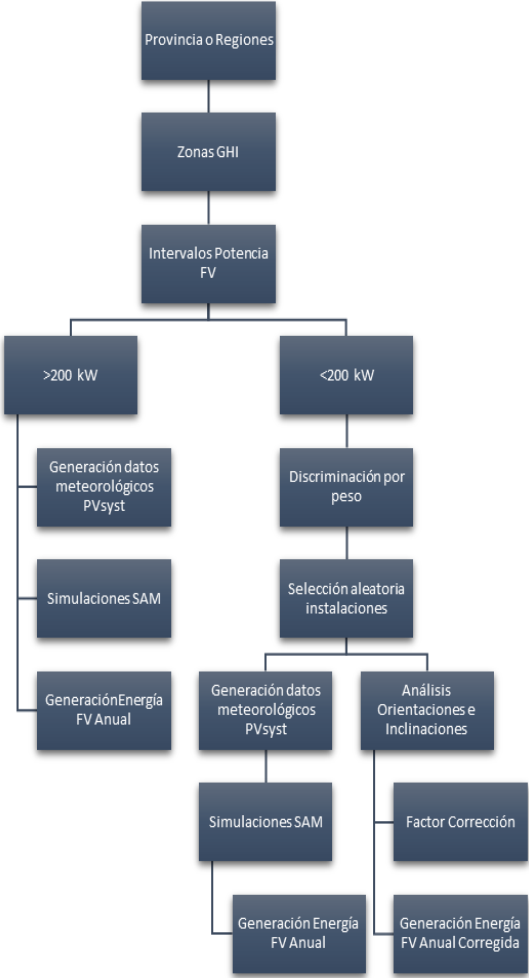 Provincia o Regiones
Zonas GHI
Intervalos Potencia
FV
>200 kW
<200 kW
Generación datos
meteorológicos
PVsyst
Simulaciones SAM
GeneraciónEnergía
FV Anual
Discriminación por
peso
Selección aleatoria
instalaciones
Generación datos
meteorológicos
PVsyst
Simulaciones SAM
Generación Energía
FV Anual
Análisis
Orientaciones e
Inclinaciones
Factor Corrección
Generación Energía
FV Anual Corregida